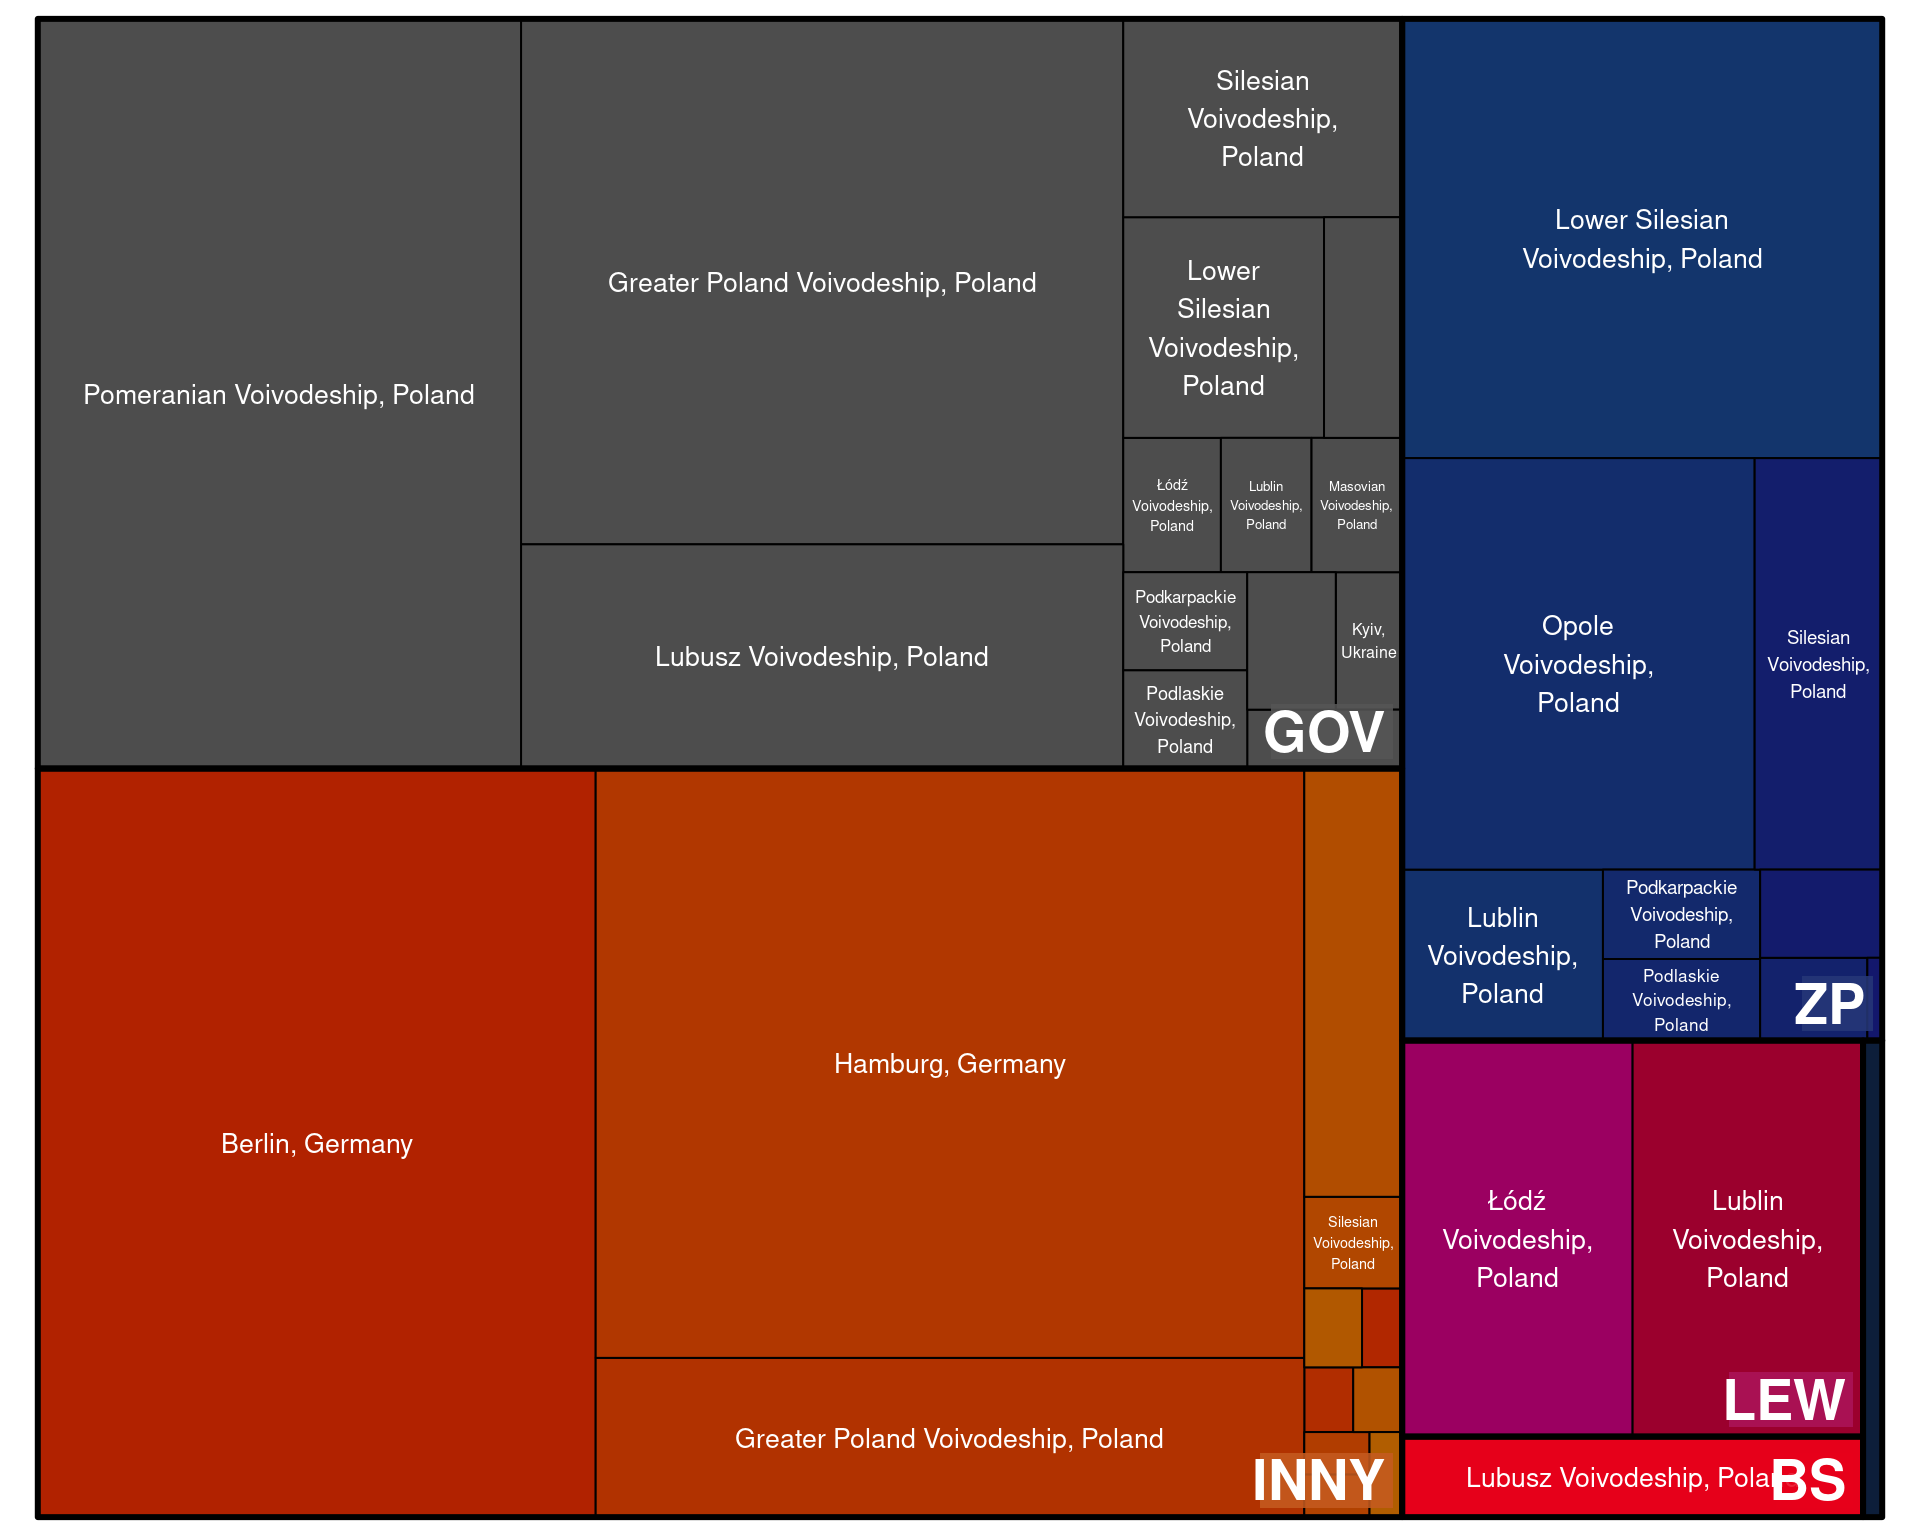 Pomeranian Voivodeship, Poland
Greater Poland Voivodeship, Poland
Lubusz Voivodeship, Poland
Silesian
Voivodeship,
Poland
Lower
Silesian
Voivodeship,
Poland
Łódź
Voivodeship,
Poland
Lublin
Voivodeship,
Poland
Masovian
Voivodeship,
Poland
Podkarpackie
Voivodeship,
Poland
Kyiv,
Ukraine
Podlaskie
Voivodeship,
Poland
GOV
Berlin, Germany
Hamburg, Germany
Silesian
Voivodeship,
Poland
Greater Poland Voivodeship, Poland
INNY
Lower Silesian
Voivodeship, Poland
Opole
Voivodeship,
Poland
Silesian
Voivodeship,
Poland
Lublin
Voivodeship,
Poland
Podkarpackie
Voivodeship,
Poland
Podlaskie
Voivodeship,
Poland
ZP
Łódź
Voivodeship,
Poland
Lublin
Voivodeship,
Poland
LEW
Lubusz Voivodeship, Polan
BS